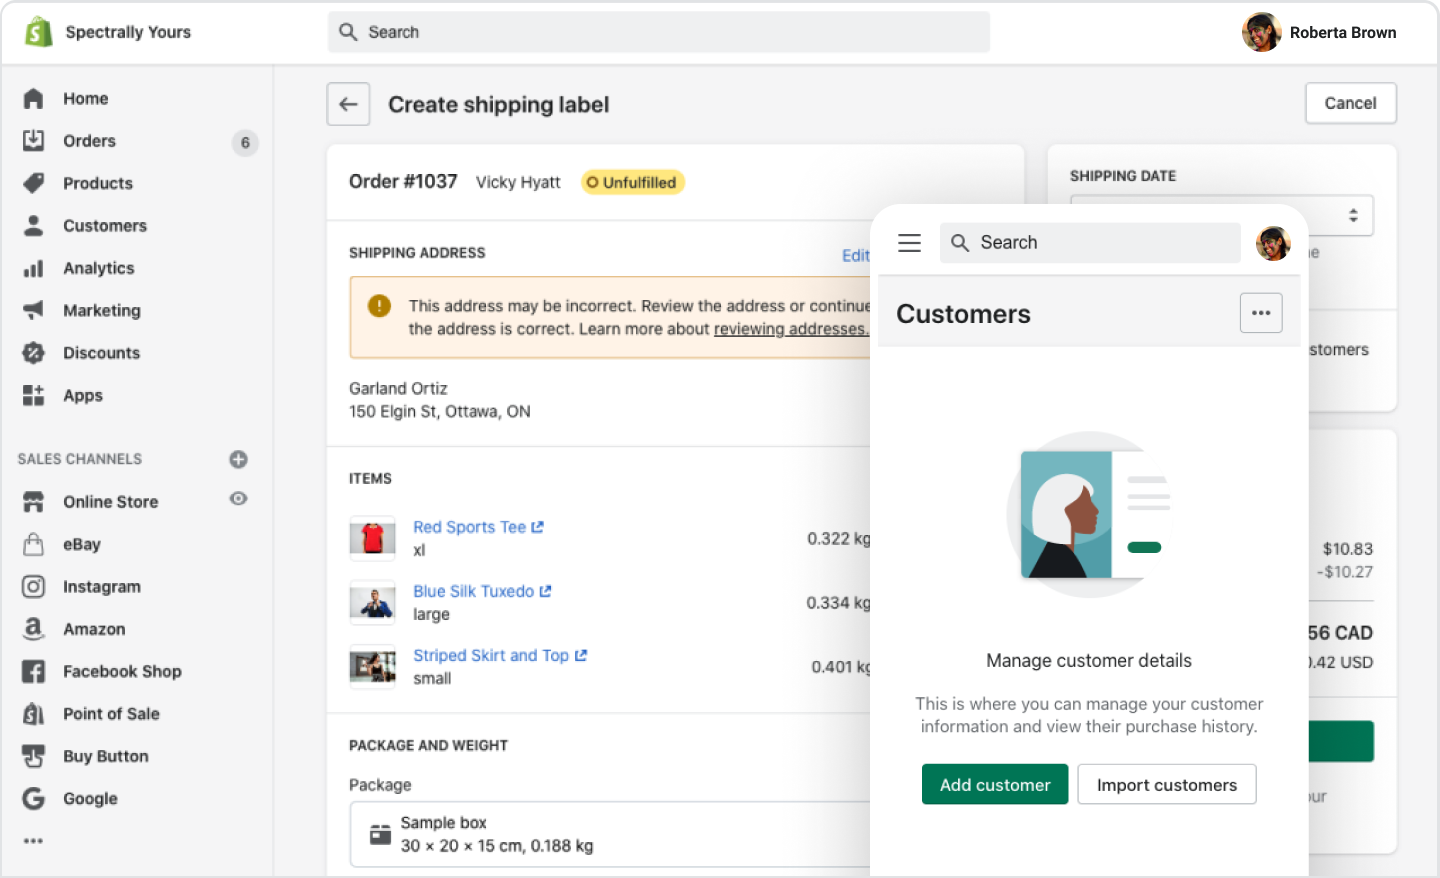 Spectrally Yours
Search
Roberta Brown
Home
Orders
6
Products
Customers
Analytics
Marketing
Discounts
Apps
SALES CHANNELS
Online Store
eBay
Instagram
Amazon
Facebook Shop
Point of Sale
Buy Button
Google
Create shipping label
Cancel
Order #1037 Vicky Hyatt Unfulfilled
SHIPPING ADDRESS
Edit
This address may be incorrect. Review the address or continue
the address is correct. Learn more about reviewing addresses.
Garland Ortiz
150 Elgin St, Ottawa, ON
ITEMS
Red Sports Tee
xl
0.322 kg
Blue Silk Tuxedo
large
0.334 kg
Striped Skirt and Top
small
0.401 kg
PACKAGE AND WEIGHT
Package
Sample box
30 × 20 × 15 cm, 0.188 kg
SHIPPING DATE
stomers
$10.83
-$10.27
56 CAD
0.42 USD
Search
Customers
Manage customer details
This is where you can manage your customer
information and view their purchase history.
Add customer
Import customers